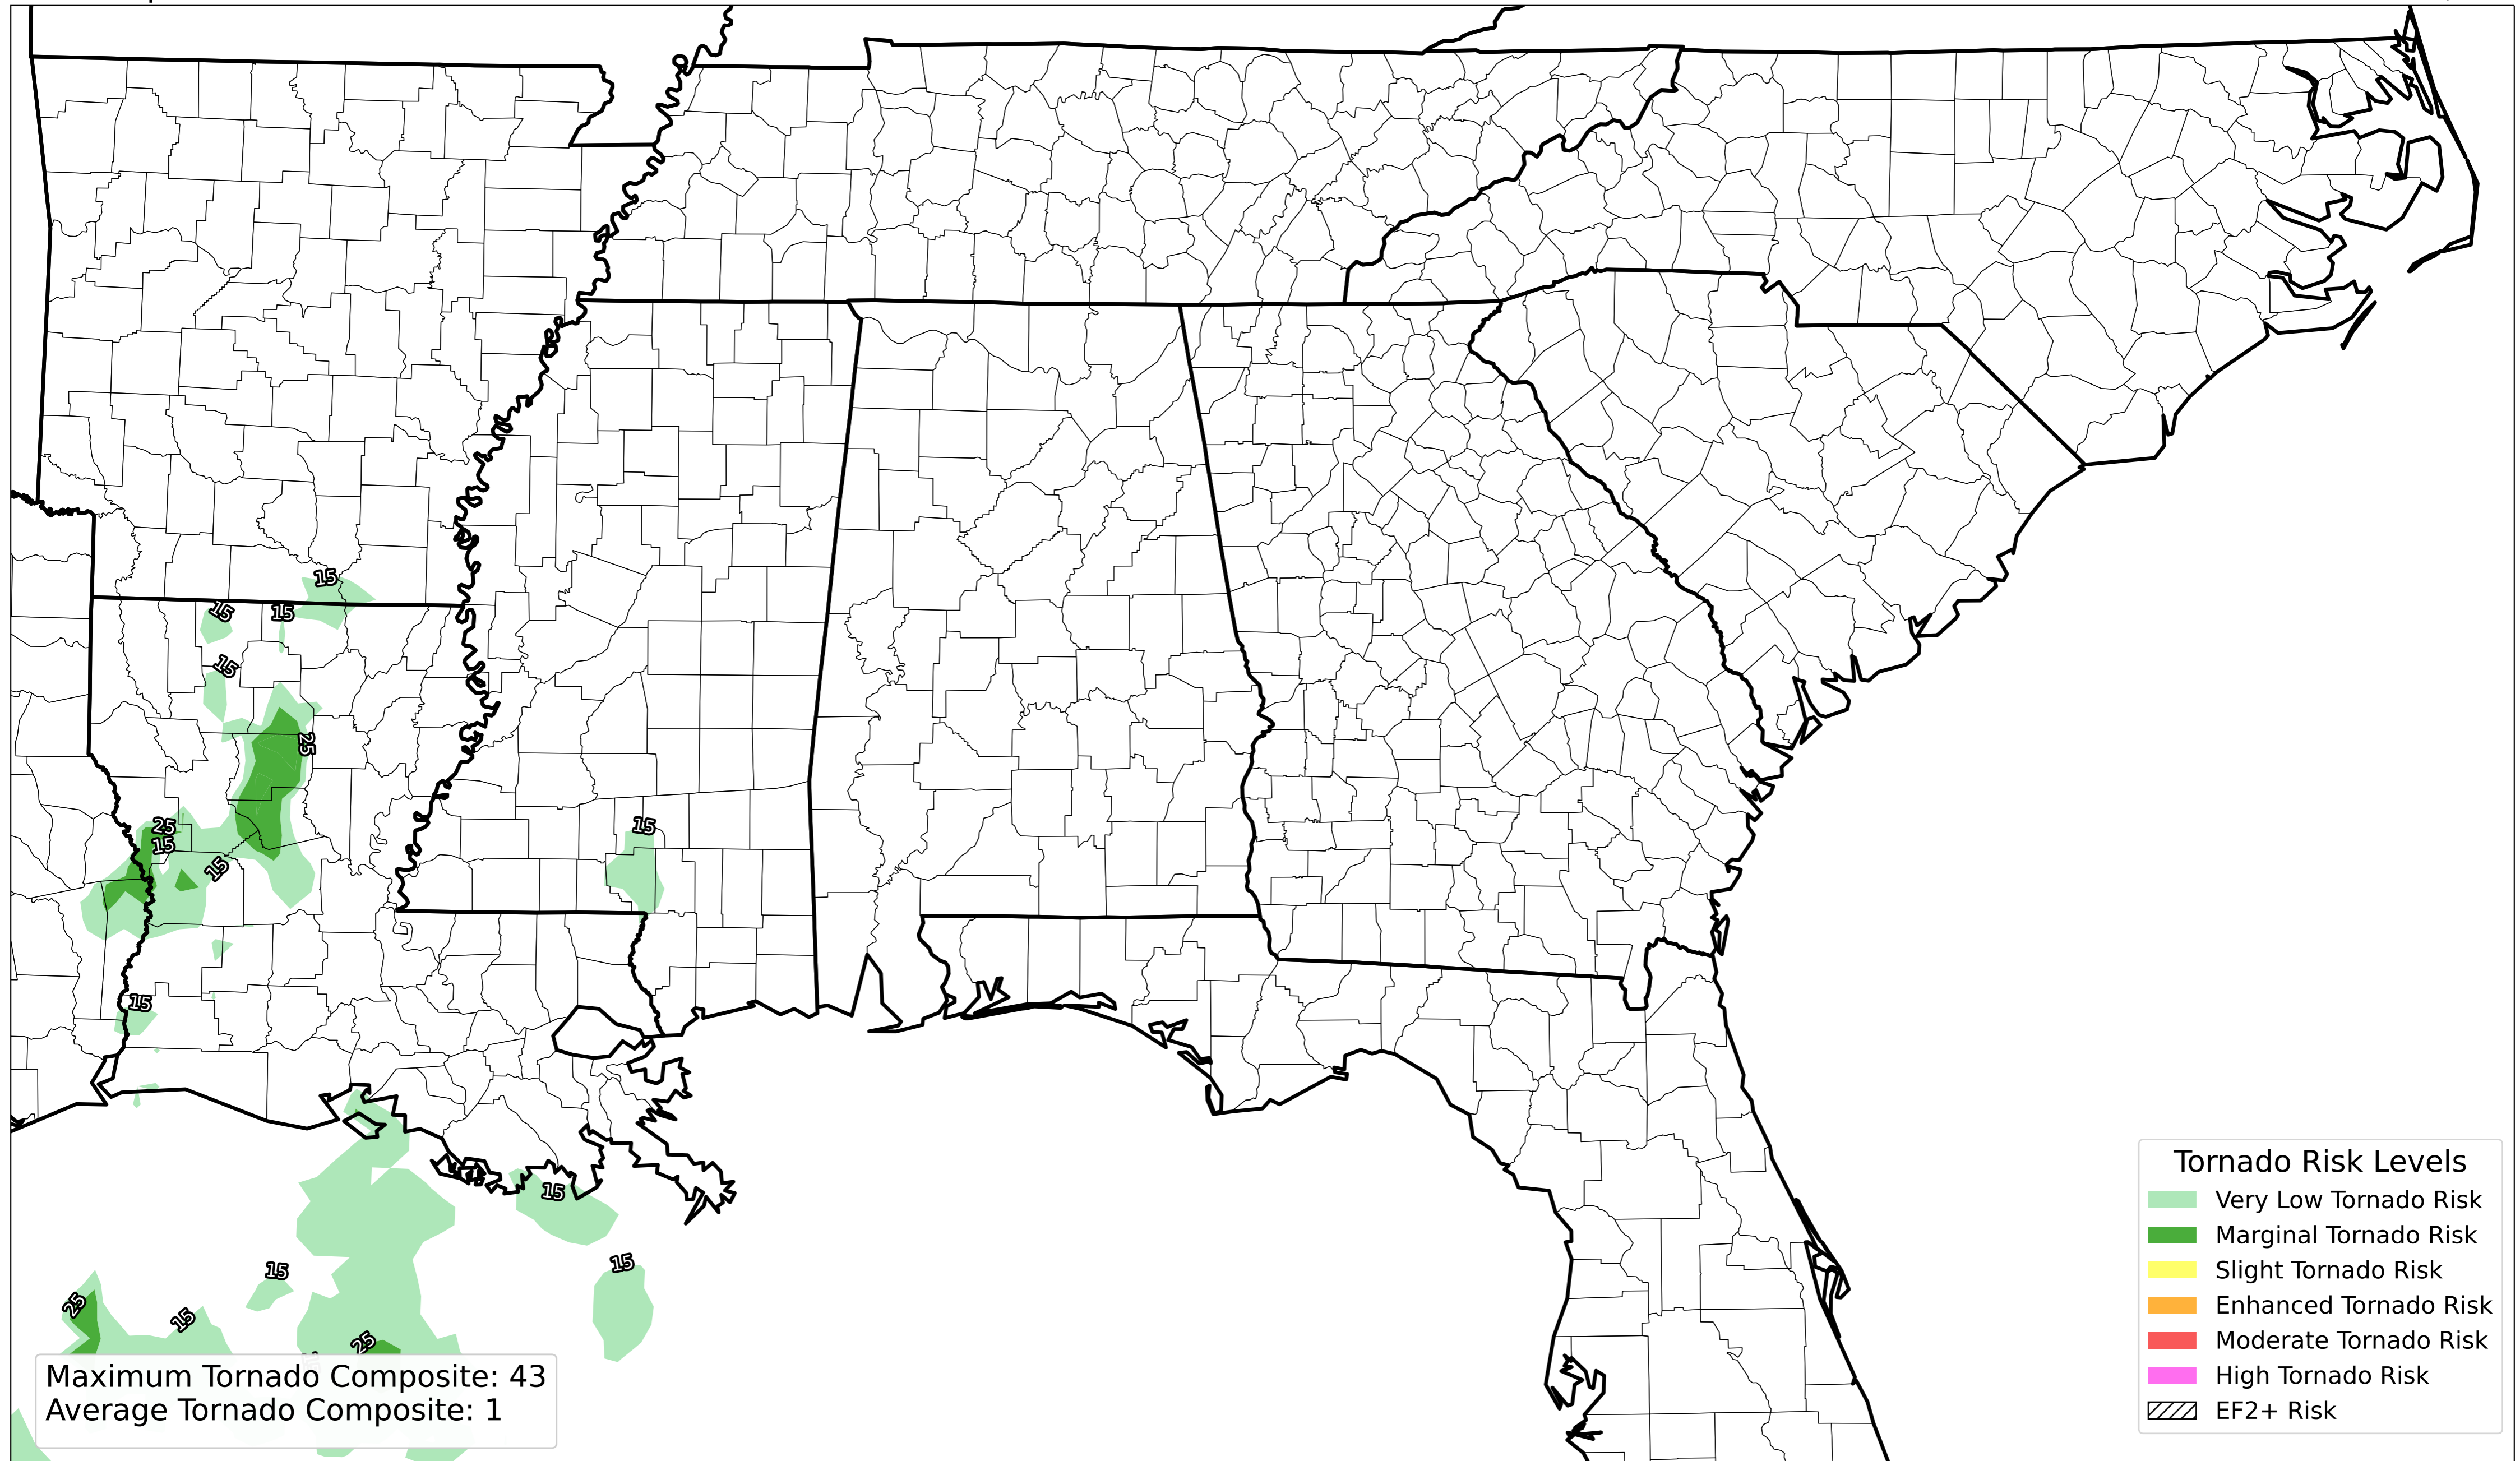 15
15
15
15
25
25
15
15
15
15
15
15
25
15
15
25
Maximum Tornado Composite: 43
Average Tornado Composite: 1
Tornado Risk Levels
Very Low Tornado Risk
Marginal Tornado Risk
Slight Tornado Risk
Enhanced Tornado Risk
Moderate Tornado Risk
High Tornado Risk
EF2+ Risk